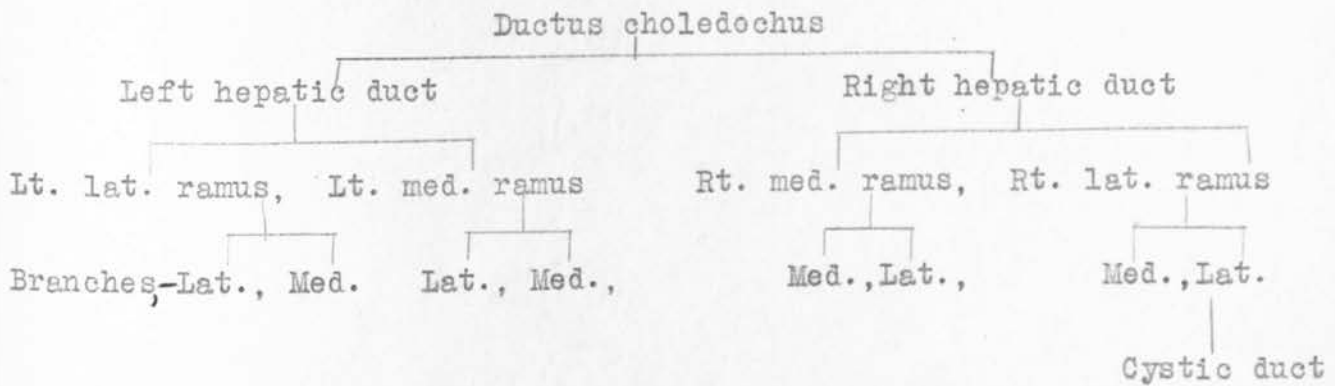 Ductus choledochus
Left hepatic duct Right hepatic duct
Lt. lat. ramus, Lt. med. ramus Rt. med. ramus, Rt. lat. ramus
Branches,-Lat., Med. Lat., Med., Med.,Lat., Med.,Lat.
Cystic duct